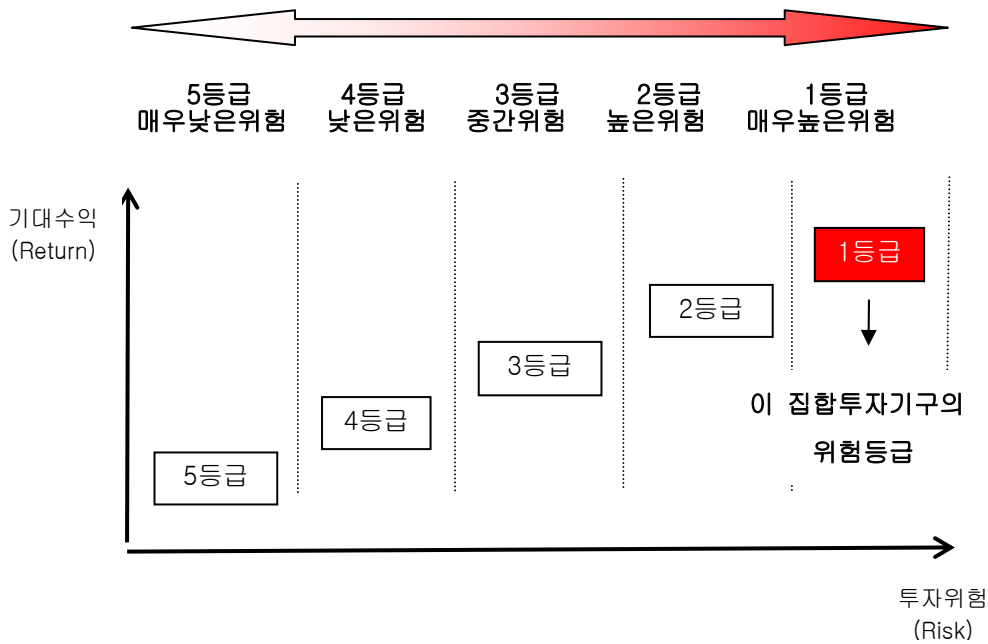 5등급 4등급 3등급 2등급 1등급
매우낮은위험 낮은위험 중간위험 높은위험 매우높은위험
기대수익
(Return)
1등급
2등급
3등급
4등급
5등급
이 집합투자기구의
위험등급
투자위험
(Risk)